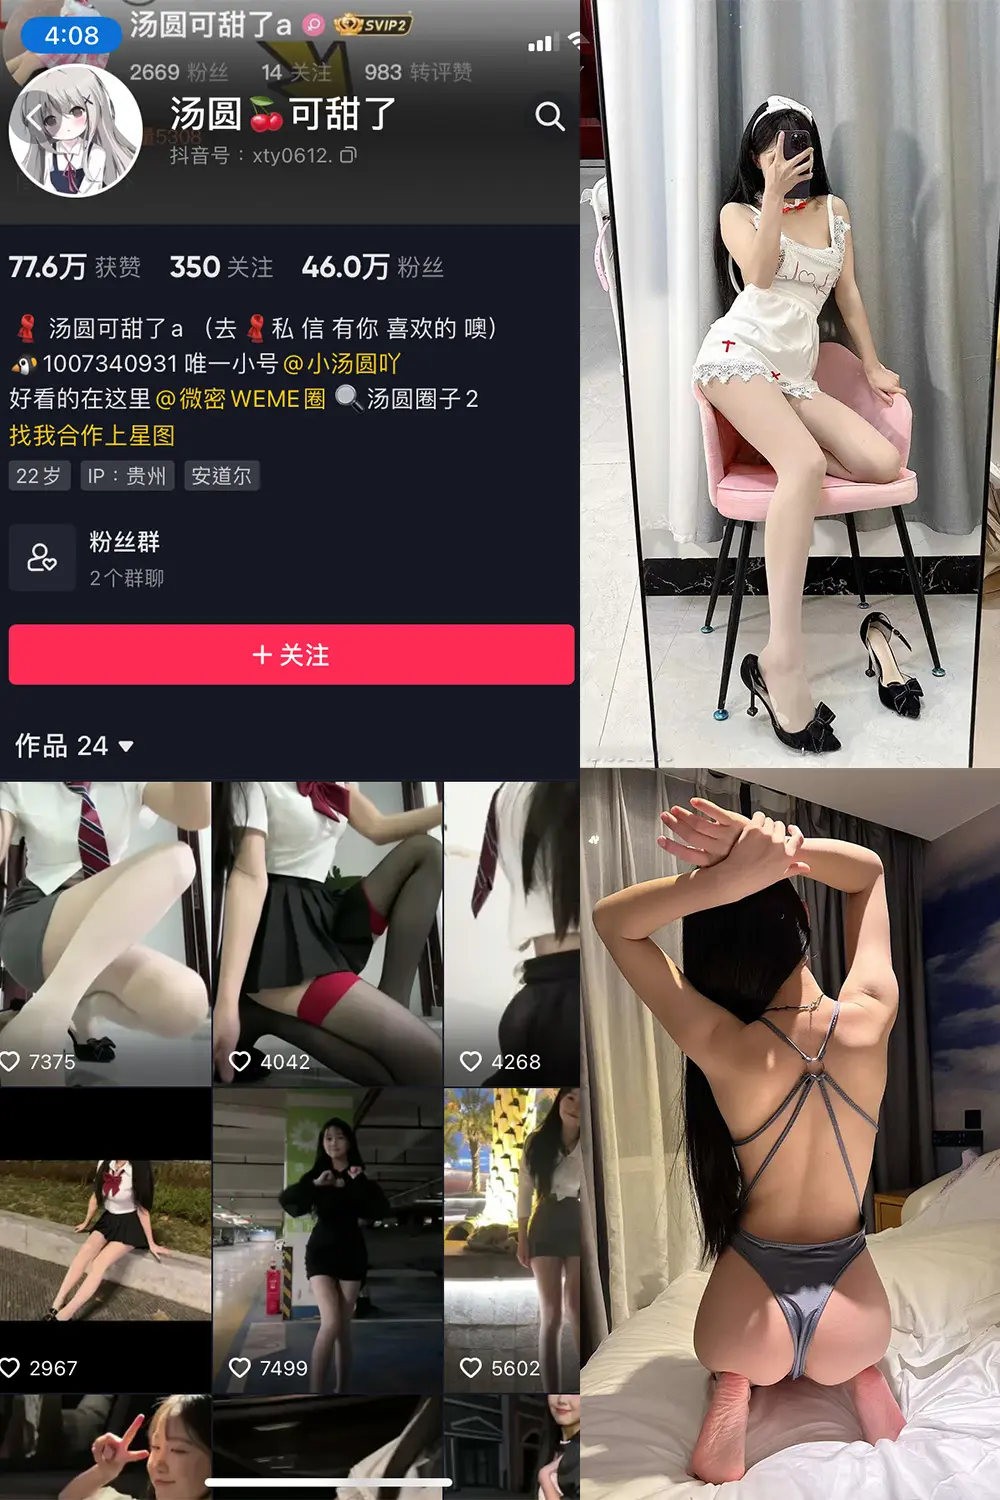 4:08
汤圆可甜了a SVIP2
2669 粉丝 14 关注 983 转评赞
汤圆🍒可甜了
抖音号：xty0612.
77.6万 获赞 350 关注 46.0万 粉丝
汤圆可甜了a （去 私 信 有你 喜欢的 噢）
🐧1007340931 唯一小号@小汤圆吖
好看的在这里@微密WEME圈 🔍汤圆圈子2
找我合作上星图
22岁 IP：贵州 安道尔
粉丝群
2个群聊
+ 关注
作品 24
7375 4042 4268
2967 7499 5602